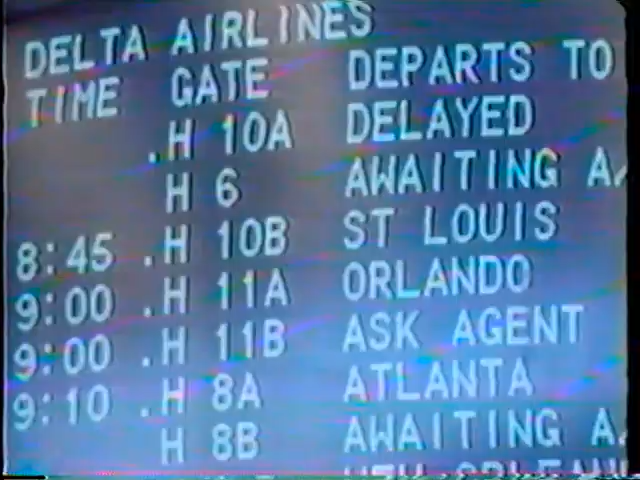 DELTA AIRLINES
TIME GATE DEPARTS TO
.H 10A DELAYED
H 6 AWAITING A
8:45 .H 10B ST LOUIS
9:00 .H 11A ORLANDO
9:00 .H 11B ASK AGENT
9:10 .H 8A ATLANTA
H 8B AWAITING A